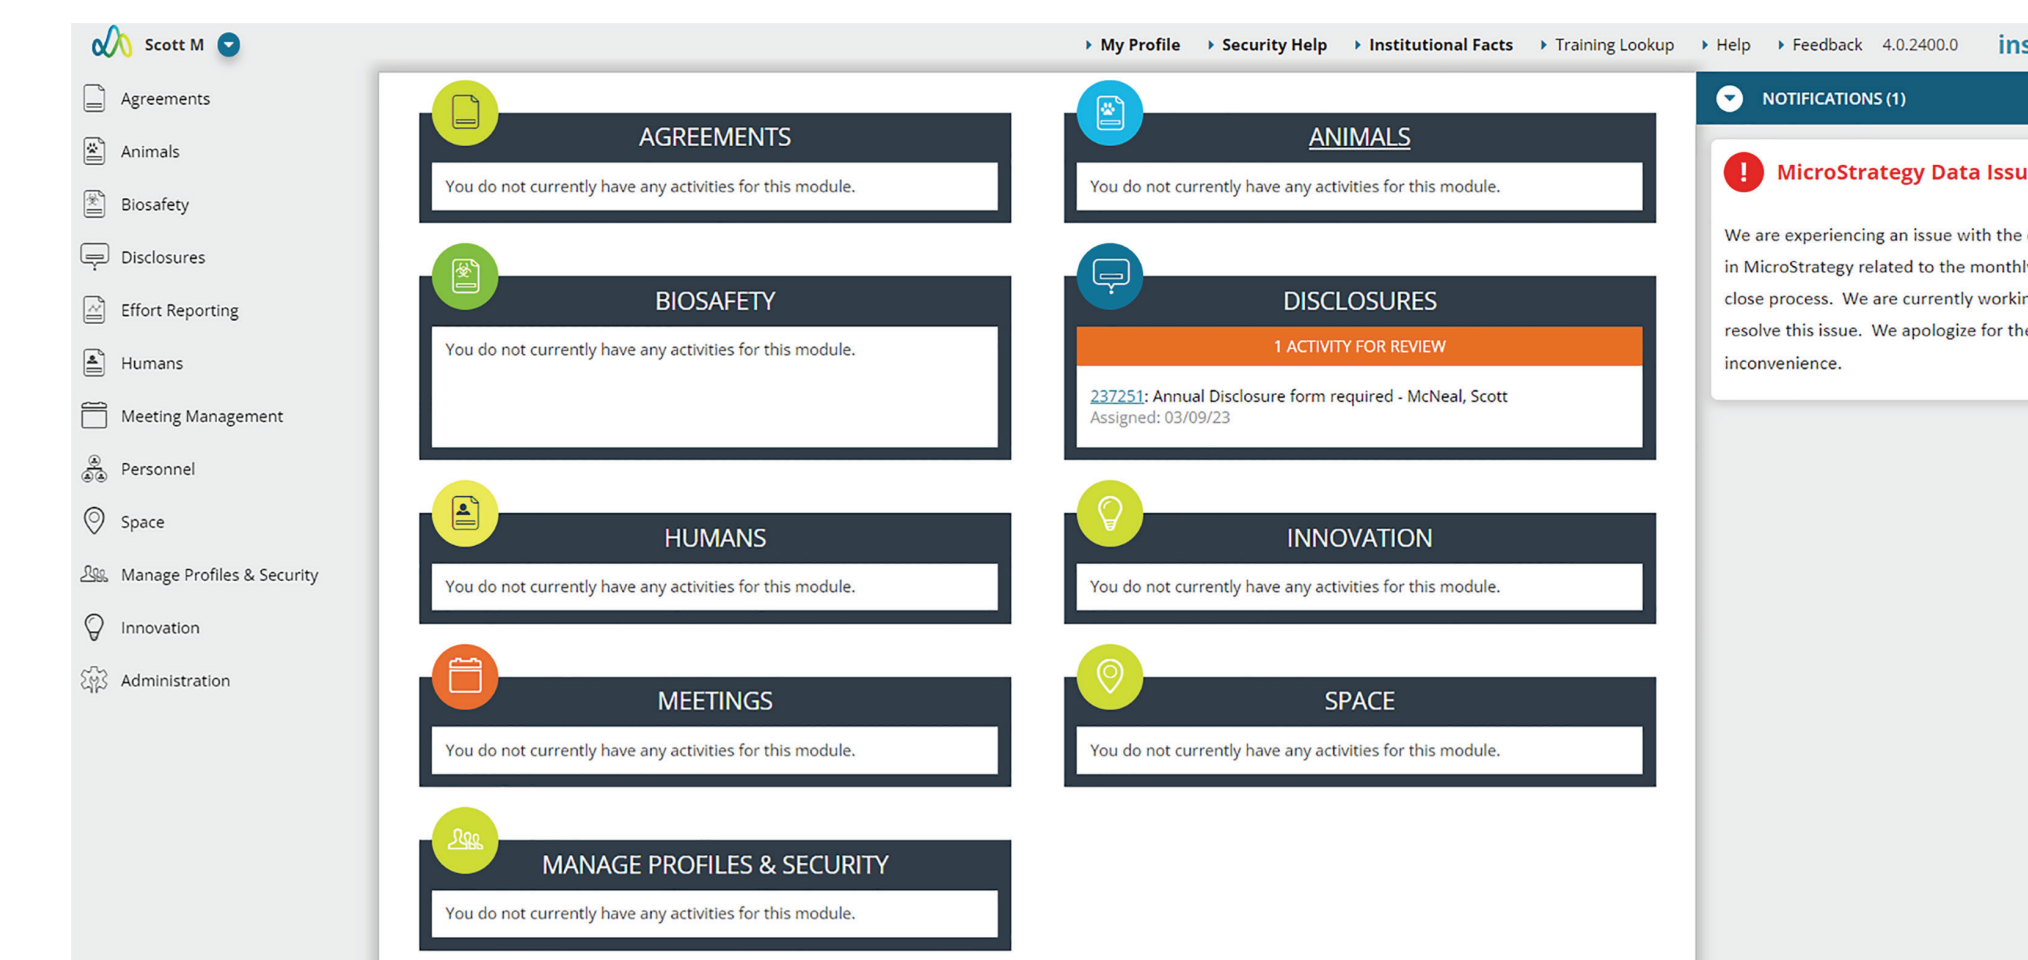 Scott M
My Profile Security Help Institutional Facts Training Lookup Help Feedback 4.0.2400.0
Agreements
Animals
Biosafety
Disclosures
Effort Reporting
Humans
Meeting Management
Personnel
Space
Manage Profiles & Security
Innovation
Administration
AGREEMENTS
You do not currently have any activities for this module.
ANIMALS
You do not currently have any activities for this module.
BIOSAFETY
You do not currently have any activities for this module.
DISCLOSURES
1 ACTIVITY FOR REVIEW
237251: Annual Disclosure form required - McNeal, Scott
Assigned: 03/09/23
HUMANS
You do not currently have any activities for this module.
INNOVATION
You do not currently have any activities for this module.
MEETINGS
You do not currently have any activities for this module.
SPACE
You do not currently have any activities for this module.
MANAGE PROFILES & SECURITY
You do not currently have any activities for this module.
NOTIFICATIONS (1)
MicroStrategy Data
We are experiencing an issue with the
in MicroStrategy related to the
close process. We are currently
resolve this issue. We apologize for
inconvenience.